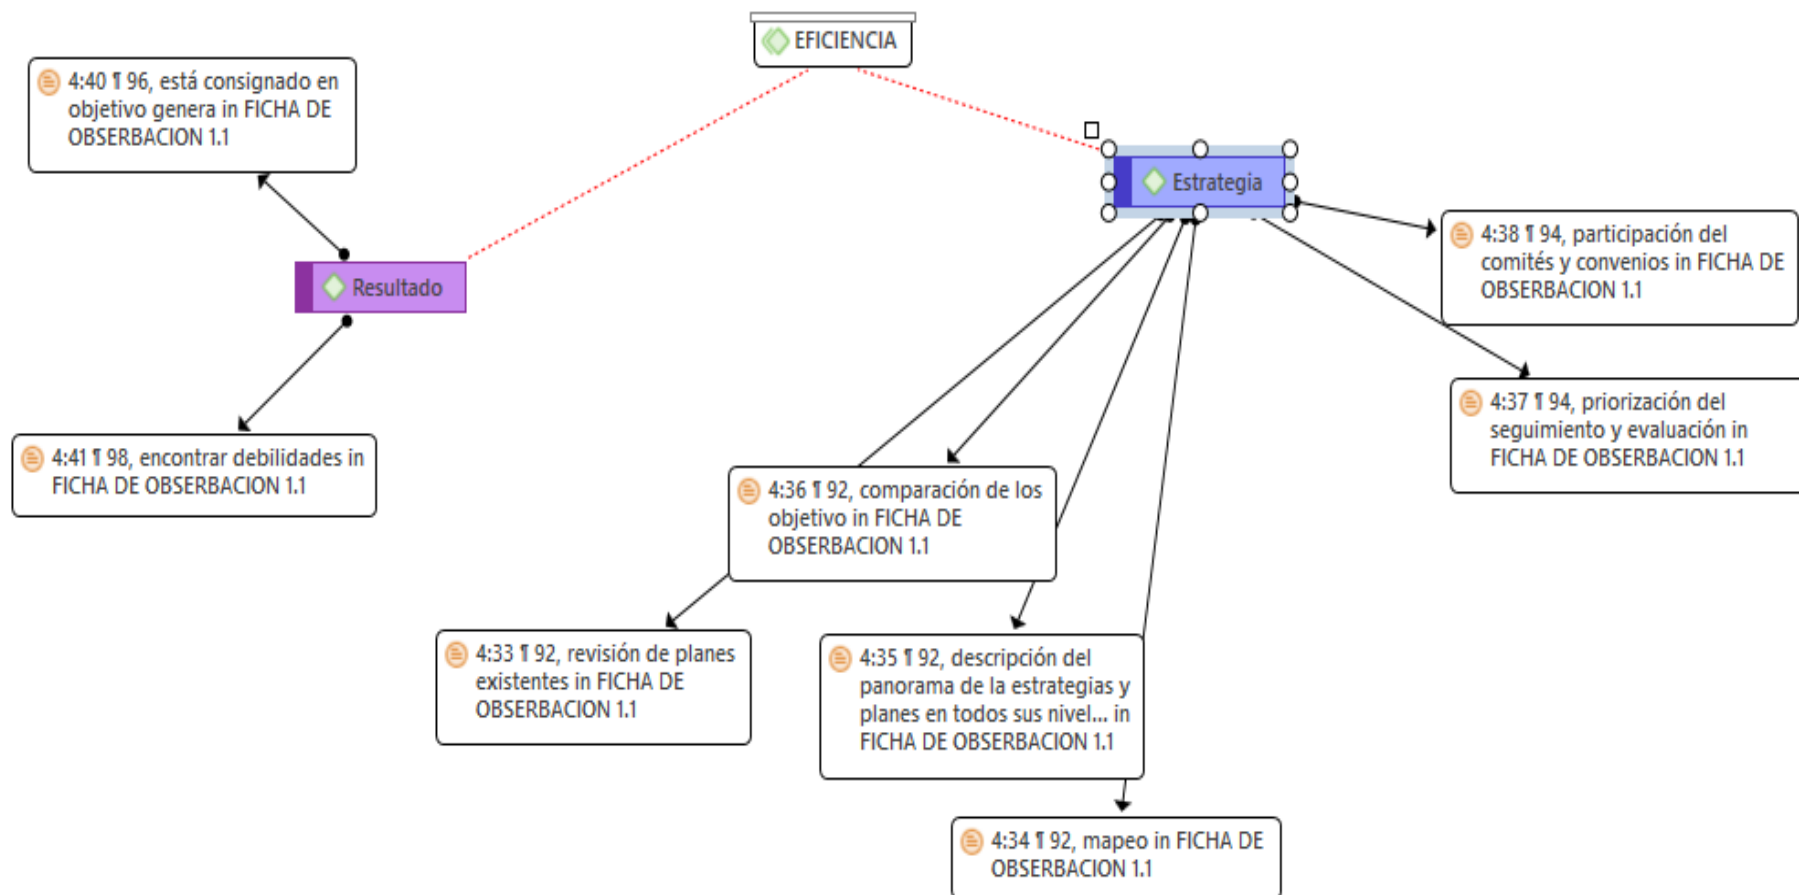 EFICIENCIA
4:40 ¶ 96, está consignado en
objetivo genera in FICHA DE
OBSERBACION 1.1
Estrategia
4:38 ¶ 94, participación del
comités y convenios in FICHA DE
OBSERBACION 1.1
Resultado
4:37 ¶ 94, priorización del
seguimiento y evaluación in
FICHA DE OBSERBACION 1.1
4:41 ¶ 98, encontrar debilidades in
FICHA DE OBSERBACION 1.1
4:36 ¶ 92, comparación de los
objetivo in FICHA DE
OBSERBACION 1.1
4:33 ¶ 92, revisión de planes
existentes in FICHA DE
OBSERBACION 1.1
4:35 ¶ 92, descripción del
panorama de la estrategias y
planes en todos sus nivel... in
FICHA DE OBSERBACION 1.1
4:34 ¶ 92, mapeo in FICHA DE
OBSERBACION 1.1